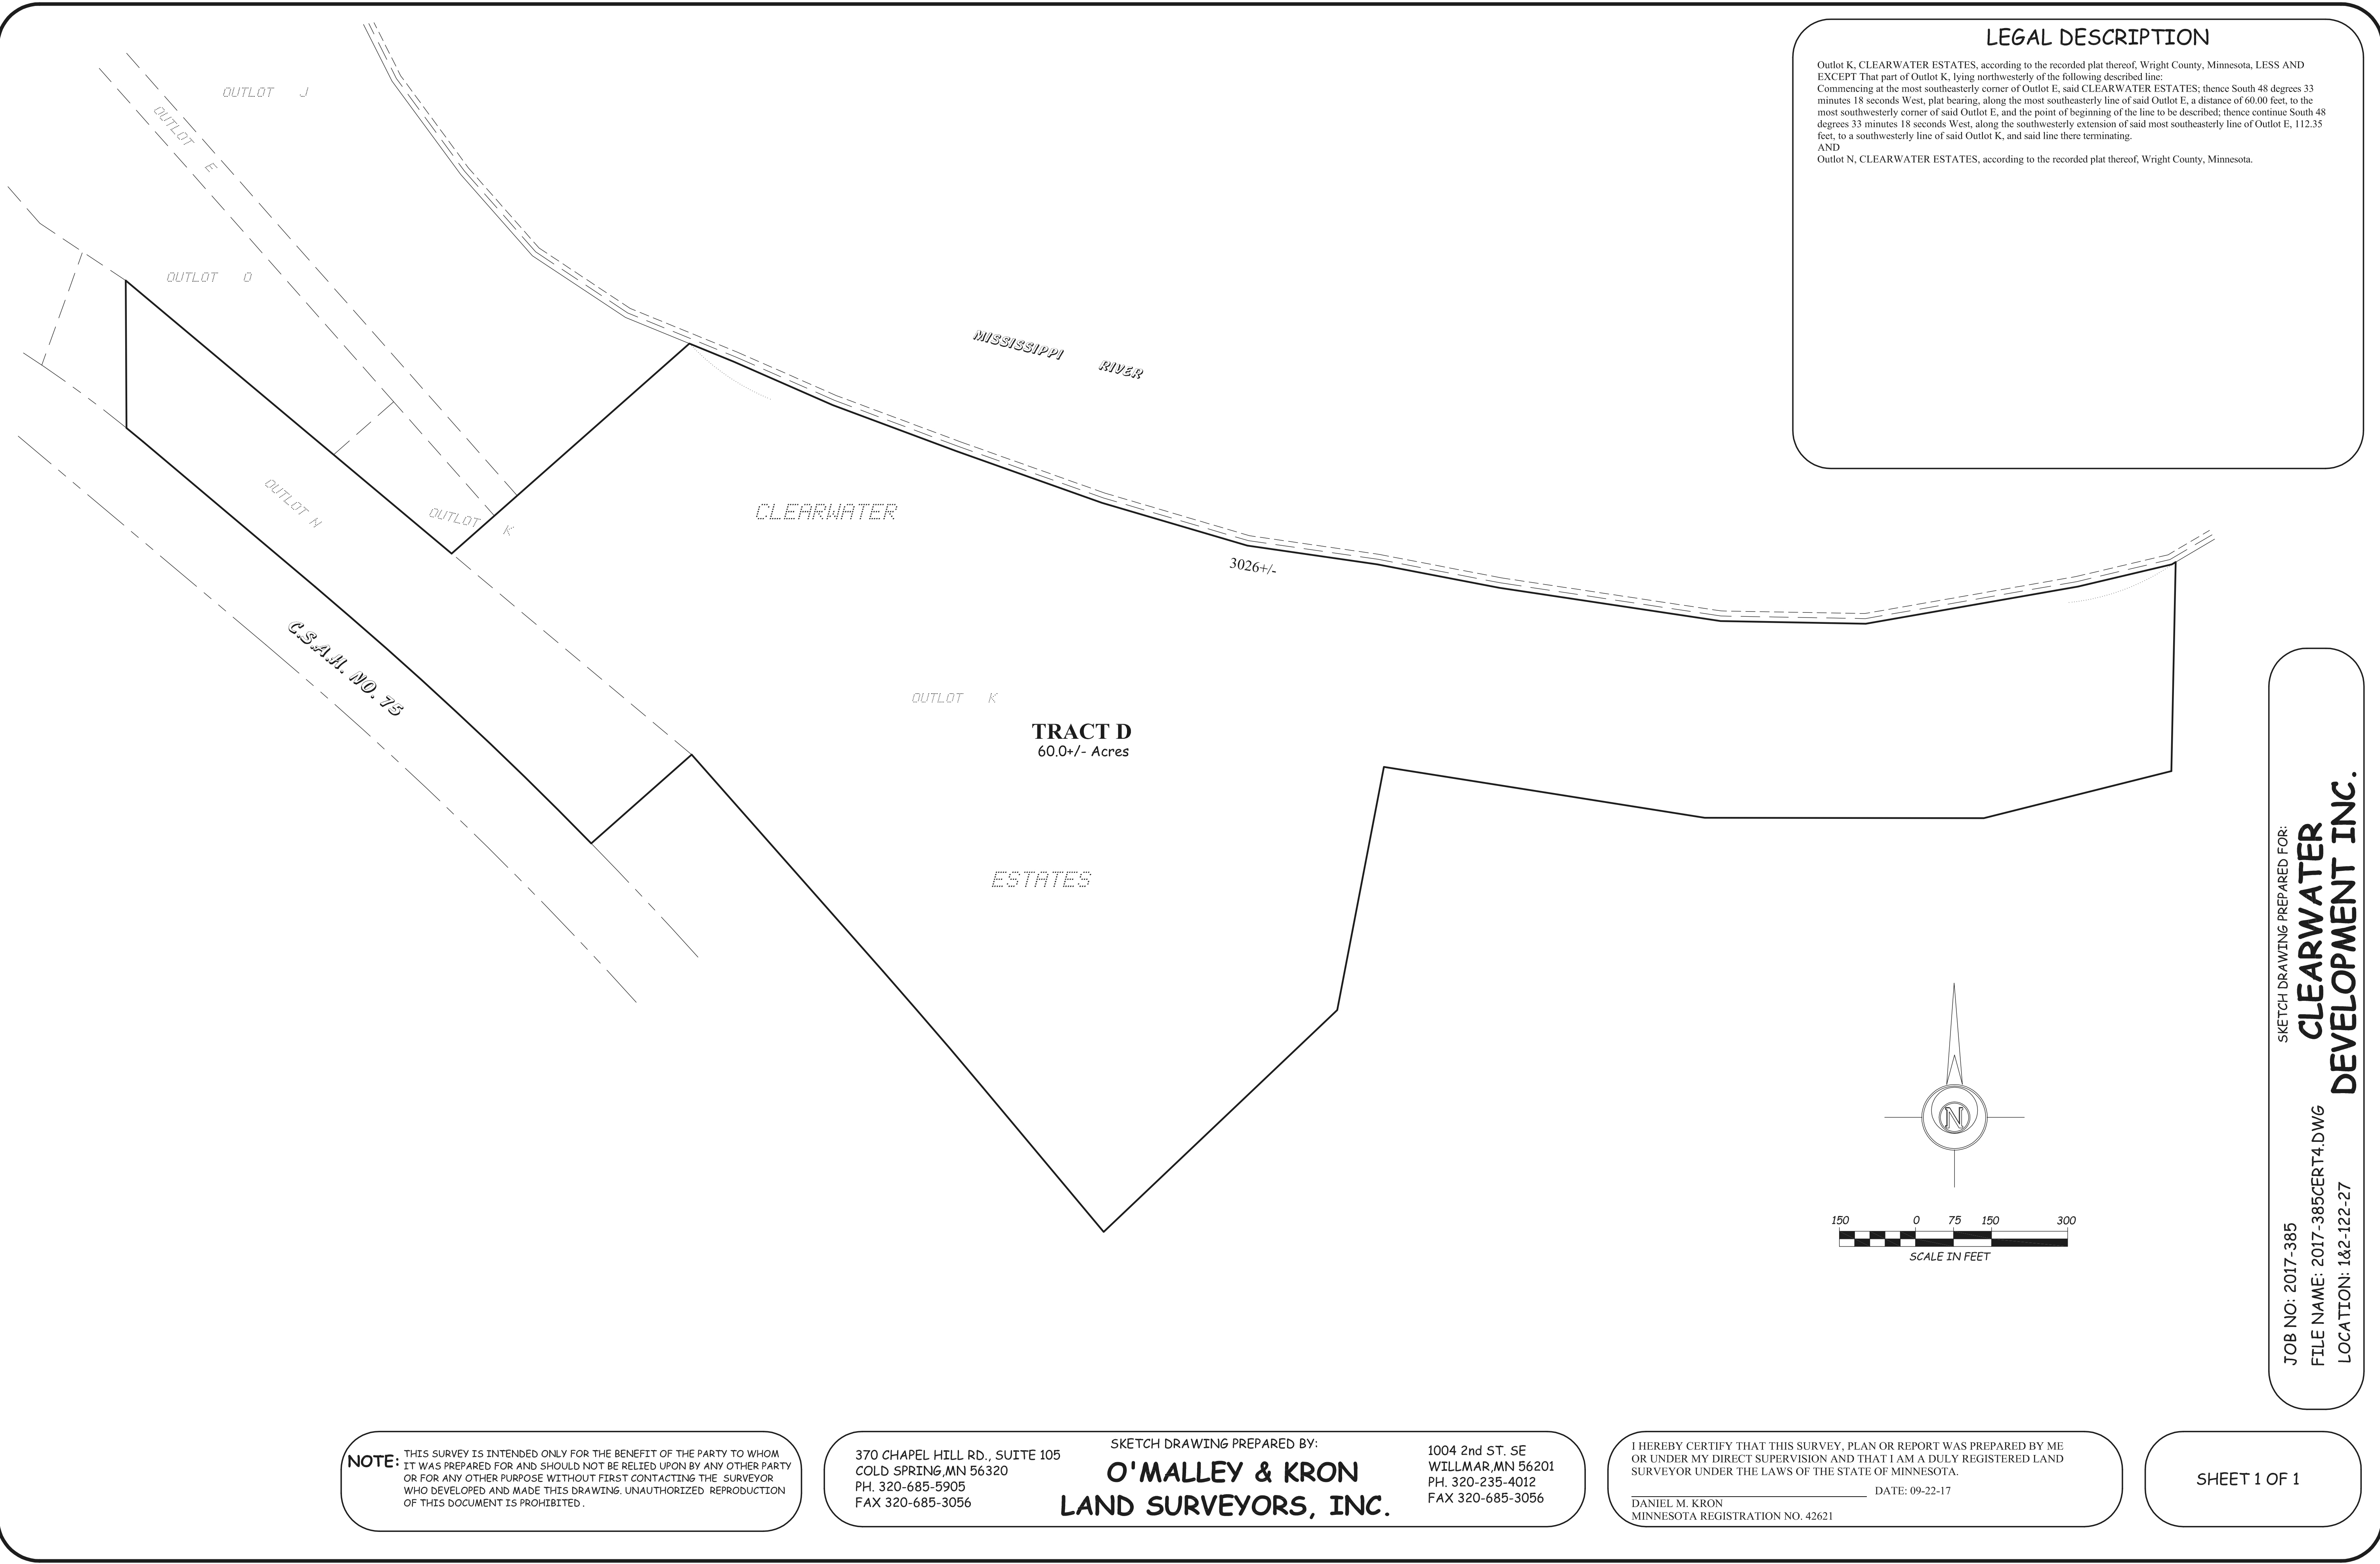 LEGAL DESCRIPTION
Outlot K, CLEARWATER ESTATES, according to the recorded plat thereof, Wright County, Minnesota, LESS AND
EXCEPT That part of Outlot K, lying northwesterly of the following described line:
Commencing at the most southeasterly corner of Outlot E, said CLEARWATER ESTATES; thence South 48 degrees 33
minutes 18 seconds West, plat bearing, along the most southeasterly line of said Outlot E, a distance of 60.00 feet, to the
most southwesterly corner of said Outlot E, and the point of beginning of the line to be described; thence continue South 48
degrees 33 minutes 18 seconds West, along the southwesterly extension of said most southeasterly line of Outlot E, 112.35
feet, to a southwesterly line of said Outlot K, and said line there terminating.
AND
Outlot N, CLEARWATER ESTATES, according to the recorded plat thereof, Wright County, Minnesota.
OUTLOT J
OUTLOT E
OUTLOT O
MISSISSIPPI RIVER
OUTLOT N
OUTLOT K
CLEARWATER
3026+/-
C.S.A.H. NO. 75
OUTLOT K
TRACT D
60.0+/- Acres
ESTATES
N
150 0 75 150 300
SCALE IN FEET
SKETCH DRAWING PREPARED FOR:
CLEARWATER
DEVELOPMENT INC.
JOB NO: 2017-385
FILE NAME: 2017-385CERT4.DWG
LOCATION: 1&2-122-27
NOTE:
THIS SURVEY IS INTENDED ONLY FOR THE BENEFIT OF THE PARTY TO WHOM
IT WAS PREPARED FOR AND SHOULD NOT BE RELIED UPON BY ANY OTHER PARTY
OR FOR ANY OTHER PURPOSE WITHOUT FIRST CONTACTING THE SURVEYOR
WHO DEVELOPED AND MADE THIS DRAWING. UNAUTHORIZED REPRODUCTION
OF THIS DOCUMENT IS PROHIBITED .
370 CHAPEL HILL RD., SUITE 105
COLD SPRING,MN 56320
PH. 320-685-5905
FAX 320-685-3056
SKETCH DRAWING PREPARED BY:
O'MALLEY & KRON
LAND SURVEYORS, INC.
1004 2nd ST. SE
WILLMAR,MN 56201
PH. 320-235-4012
FAX 320-685-3056
I HEREBY CERTIFY THAT THIS SURVEY, PLAN OR REPORT WAS PREPARED BY ME
OR UNDER MY DIRECT SUPERVISION AND THAT I AM A DULY REGISTERED LAND
SURVEYOR UNDER THE LAWS OF THE STATE OF MINNESOTA.
DATE: 09-22-17
DANIEL M. KRON
MINNESOTA REGISTRATION NO. 42621
SHEET 1 OF 1